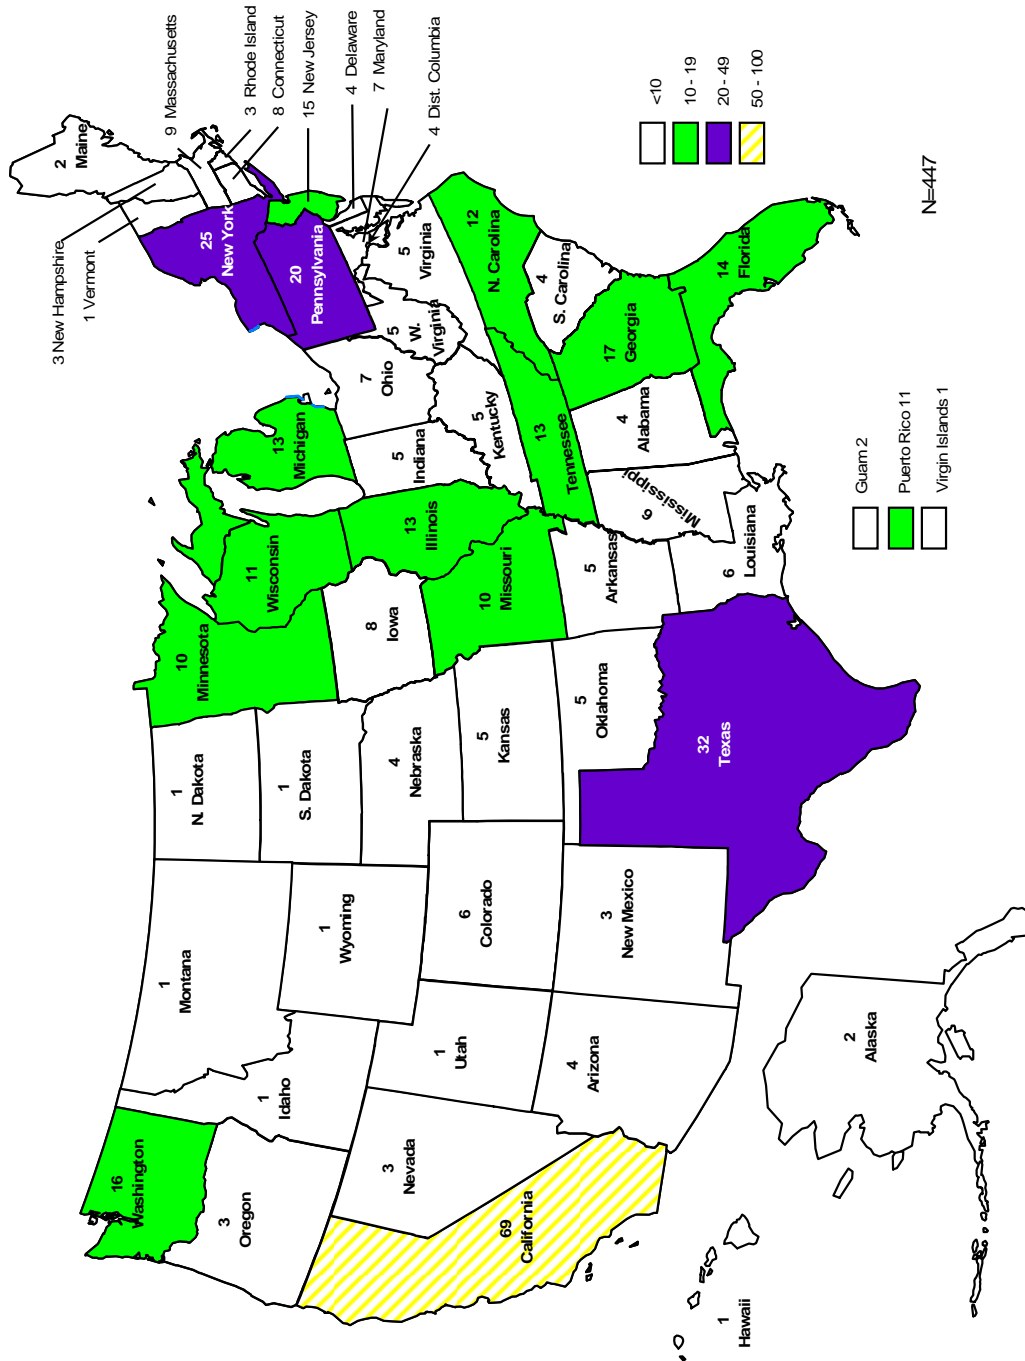 16
Washington
3
Oregon
69
California
3
Nevada
1
Idaho
1
Montana
1
Wyoming
1
Utah
4
Arizona
6
Colorado
3
New Mexico
1
N. Dakota
1
S. Dakota
4
Nebraska
5
Kansas
5
Oklahoma
32
Texas
10
Minnesota
8
Iowa
10
Missouri
5
Arkansas
6
Louisiana
11
Wisconsin
13
Illinois
13
Michigan
5
Indiana
7
Ohio
5
Kentucky
13
Tennessee
6
Mississippi
4
Alabama
17
Georgia
14
Florida
4
S. Carolina
12
N. Carolina
5
Virginia
5
W.
Virginia
20
Pennsylvania
25
New York
2
Maine
3 New Hampshire
1 Vermont
9 Massachusetts
3 Rhode Island
8 Connecticut
15 New Jersey
4 Delaware
7 Maryland
4 Dist. Columbia
2
Alaska
1
Hawaii
Guam 2
Puerto Rico 11
Virgin Islands 1
<10
10 - 19
20 - 49
50 - 100
N=447